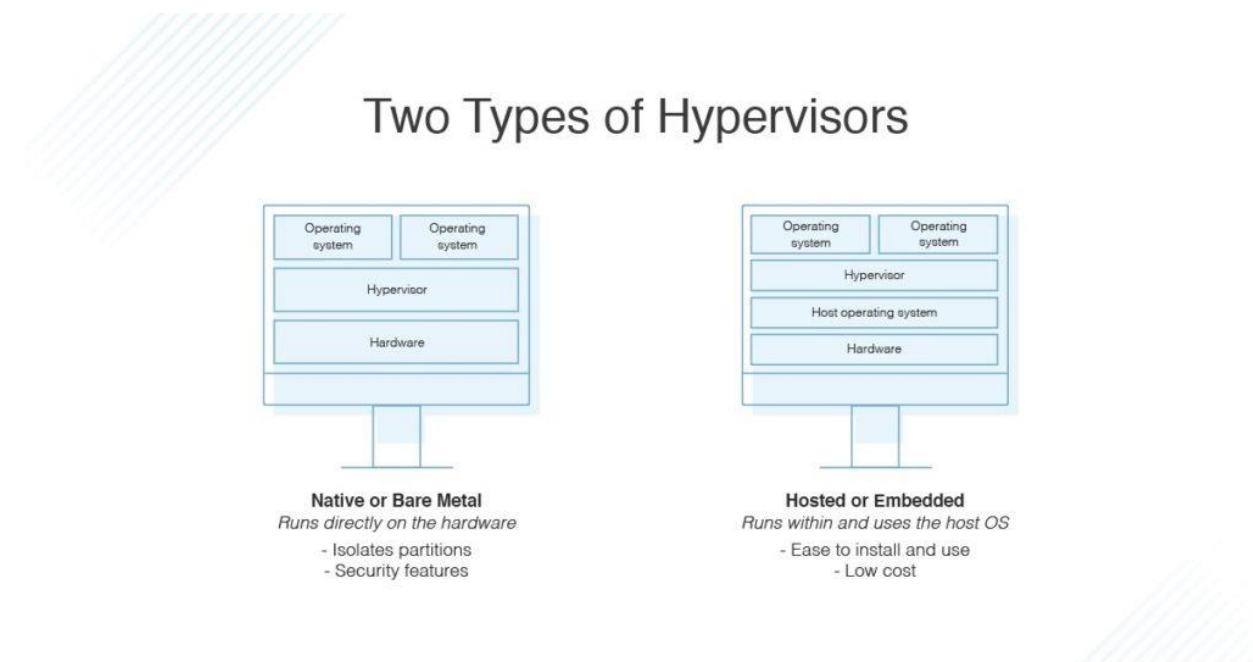 Two Types of Hypervisors
Operating
system
Operating
system
Hypervisor
Hardware
Native or Bare Metal
Runs directly on the hardware
- Isolates partitions
- Security features
Operating
system
Operating
system
Hypervisor
Host operating system
Hardware
Hosted or Embedded
Runs within and uses the host OS
- Ease to install and use
- Low cost